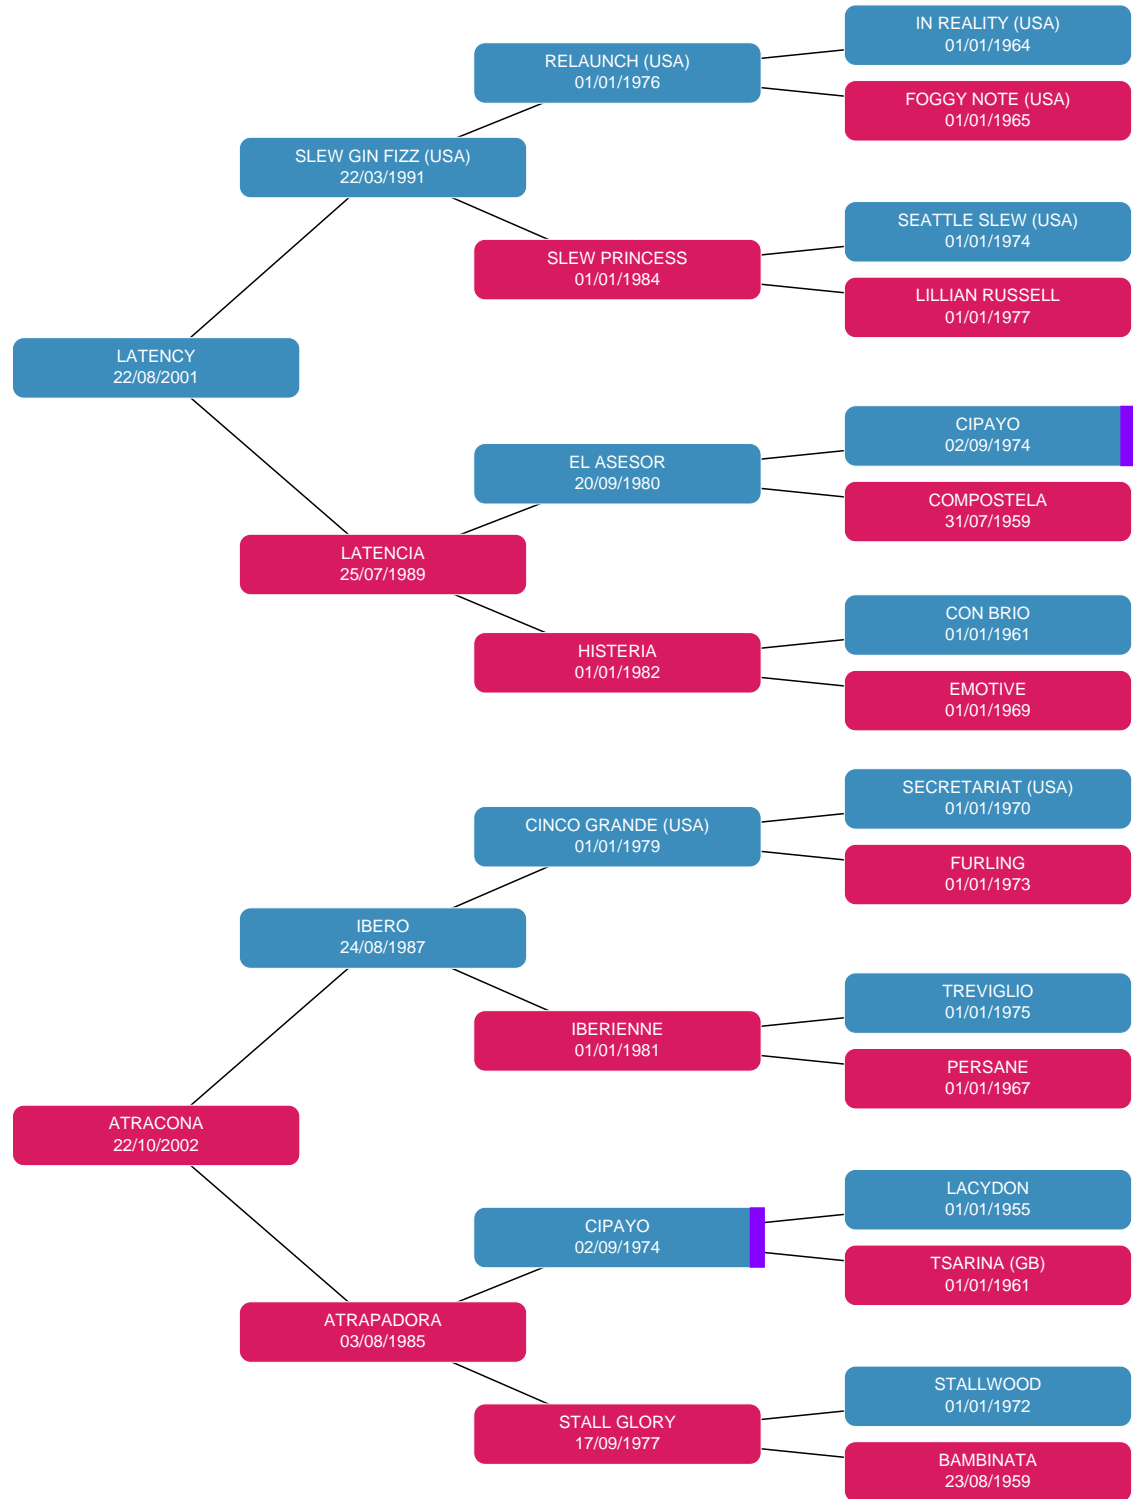 IN REALITY (USA)
01/01/1964
RELAUNCH (USA)
01/01/1976
FOGGY NOTE (USA)
01/01/1965
SLEW GIN FIZZ (USA)
22/03/1991
SEATTLE SLEW (USA)
01/01/1974
SLEW PRINCESS
01/01/1984
LILLIAN RUSSELL
01/01/1977
LATENCY
22/08/2001
CIPAYO
02/09/1974
EL ASESOR
20/09/1980
COMPOSTELA
31/07/1959
LATENCIA
25/07/1989
CON BRIO
01/01/1961
HISTERIA
01/01/1982
EMOTIVE
01/01/1969
SECRETARIAT (USA)
01/01/1970
CINCO GRANDE (USA)
01/01/1979
FURLING
01/01/1973
IBERO
24/08/1987
TREVIGLIO
01/01/1975
IBERIENNE
01/01/1981
PERSANE
01/01/1967
ATRACONA
22/10/2002
LACYDON
01/01/1955
CIPAYO
02/09/1974
TSARINA (GB)
01/01/1961
ATRAPADORA
03/08/1985
STALLWOOD
01/01/1972
STALL GLORY
17/09/1977
BAMBINATA
23/08/1959